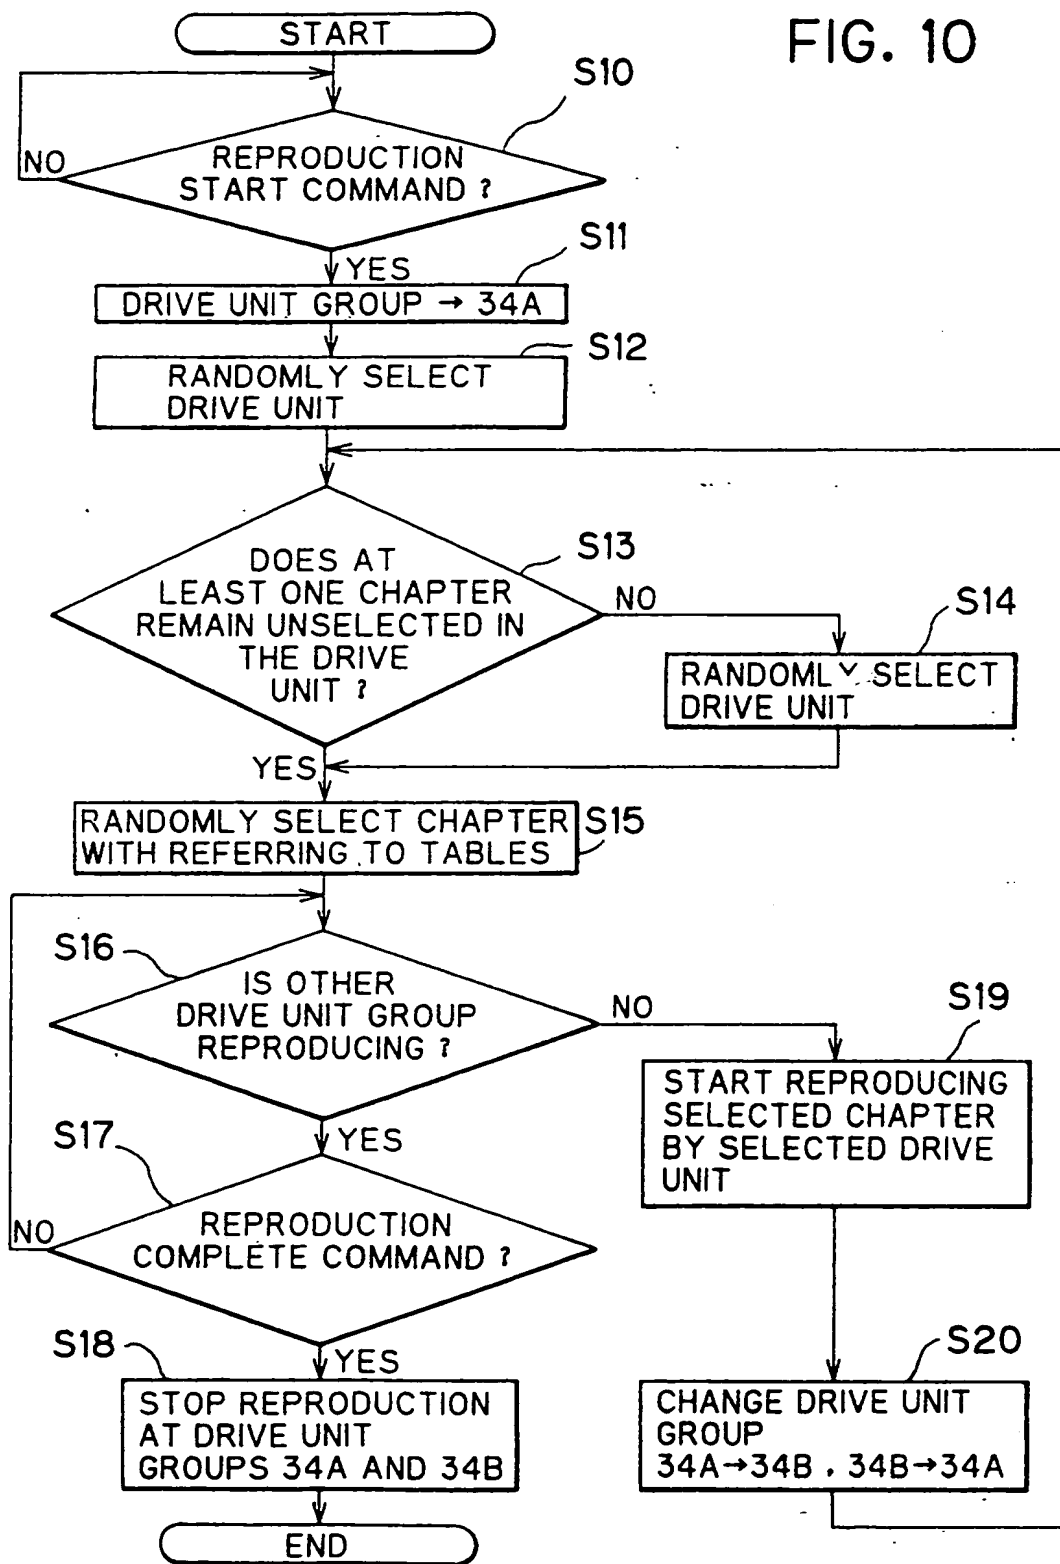 FIG. 10
START
S10
REPRODUCTION
START COMMAND ?
NO
YES
S11
DRIVE UNIT GROUP → 34A
S12
RANDOMLY SELECT
DRIVE UNIT
S13
DOES AT
LEAST ONE CHAPTER
REMAIN UNSELECTED IN
THE DRIVE
UNIT ?
NO
S14
RANDOMLY SELECT
DRIVE UNIT
YES
S15
RANDOMLY SELECT CHAPTER
WITH REFERRING TO TABLES
S16
IS OTHER
DRIVE UNIT GROUP
REPRODUCING ?
NO
S19
START REPRODUCING
SELECTED CHAPTER
BY SELECTED DRIVE
UNIT
YES
S17
REPRODUCTION
COMPLETE COMMAND ?
NO
YES
S18
STOP REPRODUCTION
AT DRIVE UNIT
GROUPS 34A AND 34B
S20
CHANGE DRIVE UNIT
GROUP
34A→34B , 34B→34A
END